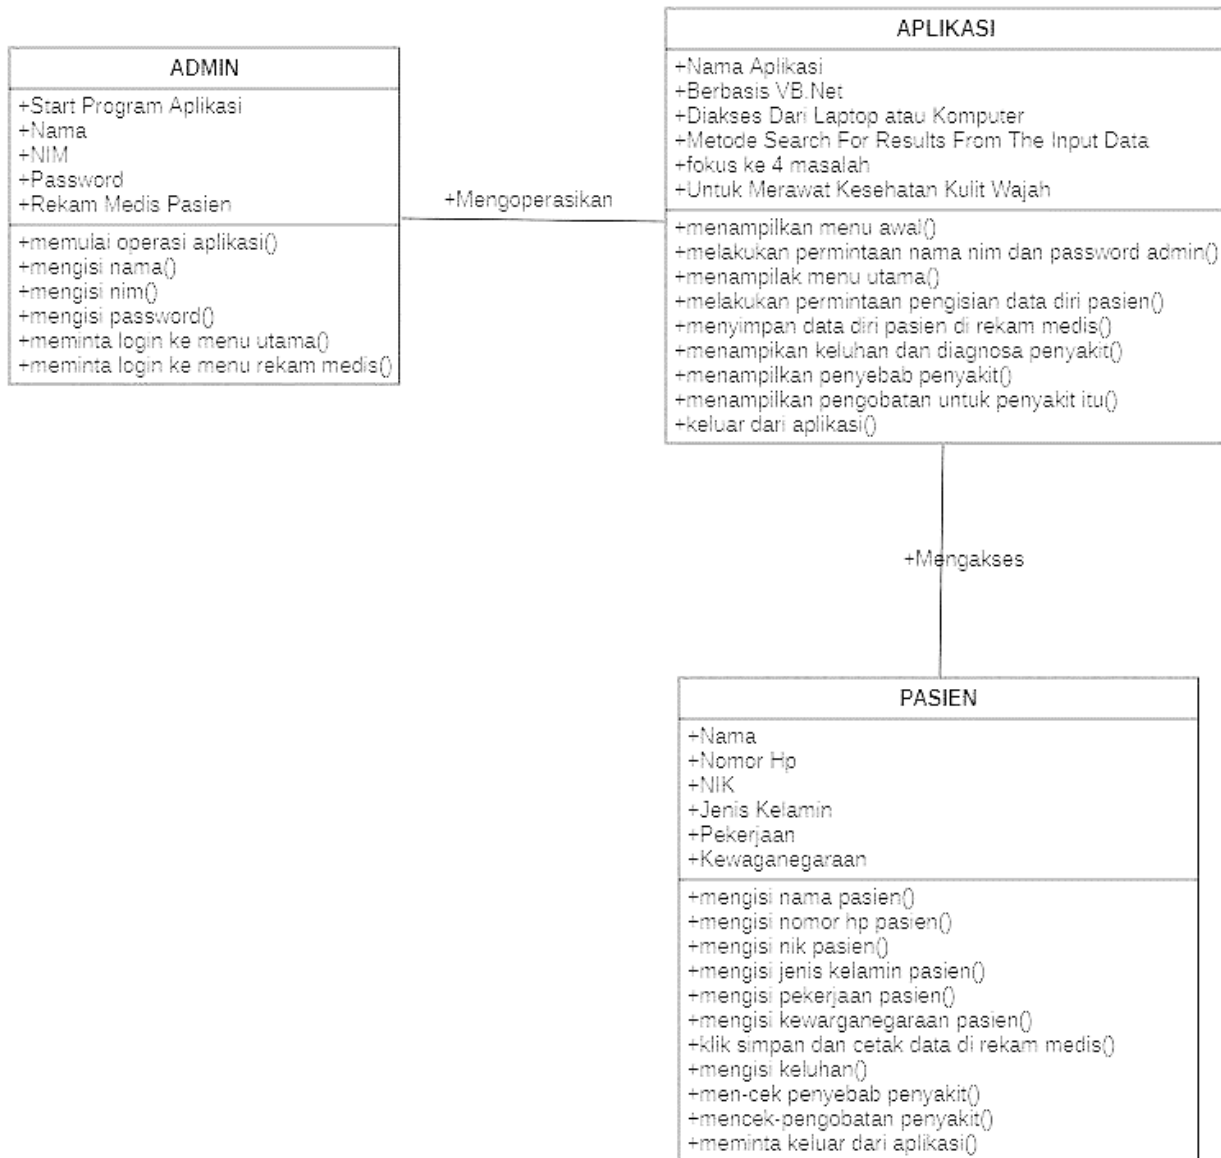 ADMIN
+Start Program Aplikasi
+Nama
+NIM
+Password
+Rekam Medis Pasien
+memulai operasi aplikasi()
+mengisi nama()
+mengisi nim()
+mengisi password()
+meminta login ke menu utama()
+meminta login ke menu rekam medis()
+Mengoperasikan
APLIKASI
+Nama Aplikasi
+Berbasis VB.Net
+Diakses Dari Laptop atau Komputer
+Metode Search For Results From The Input Data
+fokus ke 4 masalah
+Untuk Merawat Kesehatan Kulit Wajah
+menampilkan menu awal()
+melakukan permintaan nama nim dan password admin()
+menampilak menu utama()
+melakukan permintaan pengisian data diri pasien()
+menyimpan data diri pasien di rekam medis()
+menampikan keluhan dan diagnosa penyakit()
+menampilkan penyebab penyakit()
+menampilkan pengobatan untuk penyakit itu()
+keluar dari aplikasi()
+Mengakses
PASIEN
+Nama
+Nomor Hp
+NIK
+Jenis Kelamin
+Pekerjaan
+Kewaganegaraan
+mengisi nama pasien()
+mengisi nomor hp pasien()
+mengisi nik pasien()
+mengisi jenis kelamin pasien()
+mengisi pekerjaan pasien()
+mengisi kewarganegaraan pasien()
+klik simpan dan cetak data di rekam medis()
+mengisi keluhan()
+men-cek penyebab penyakit()
+mencek-pengobatan penyakit()
+meminta keluar dari aplikasi()